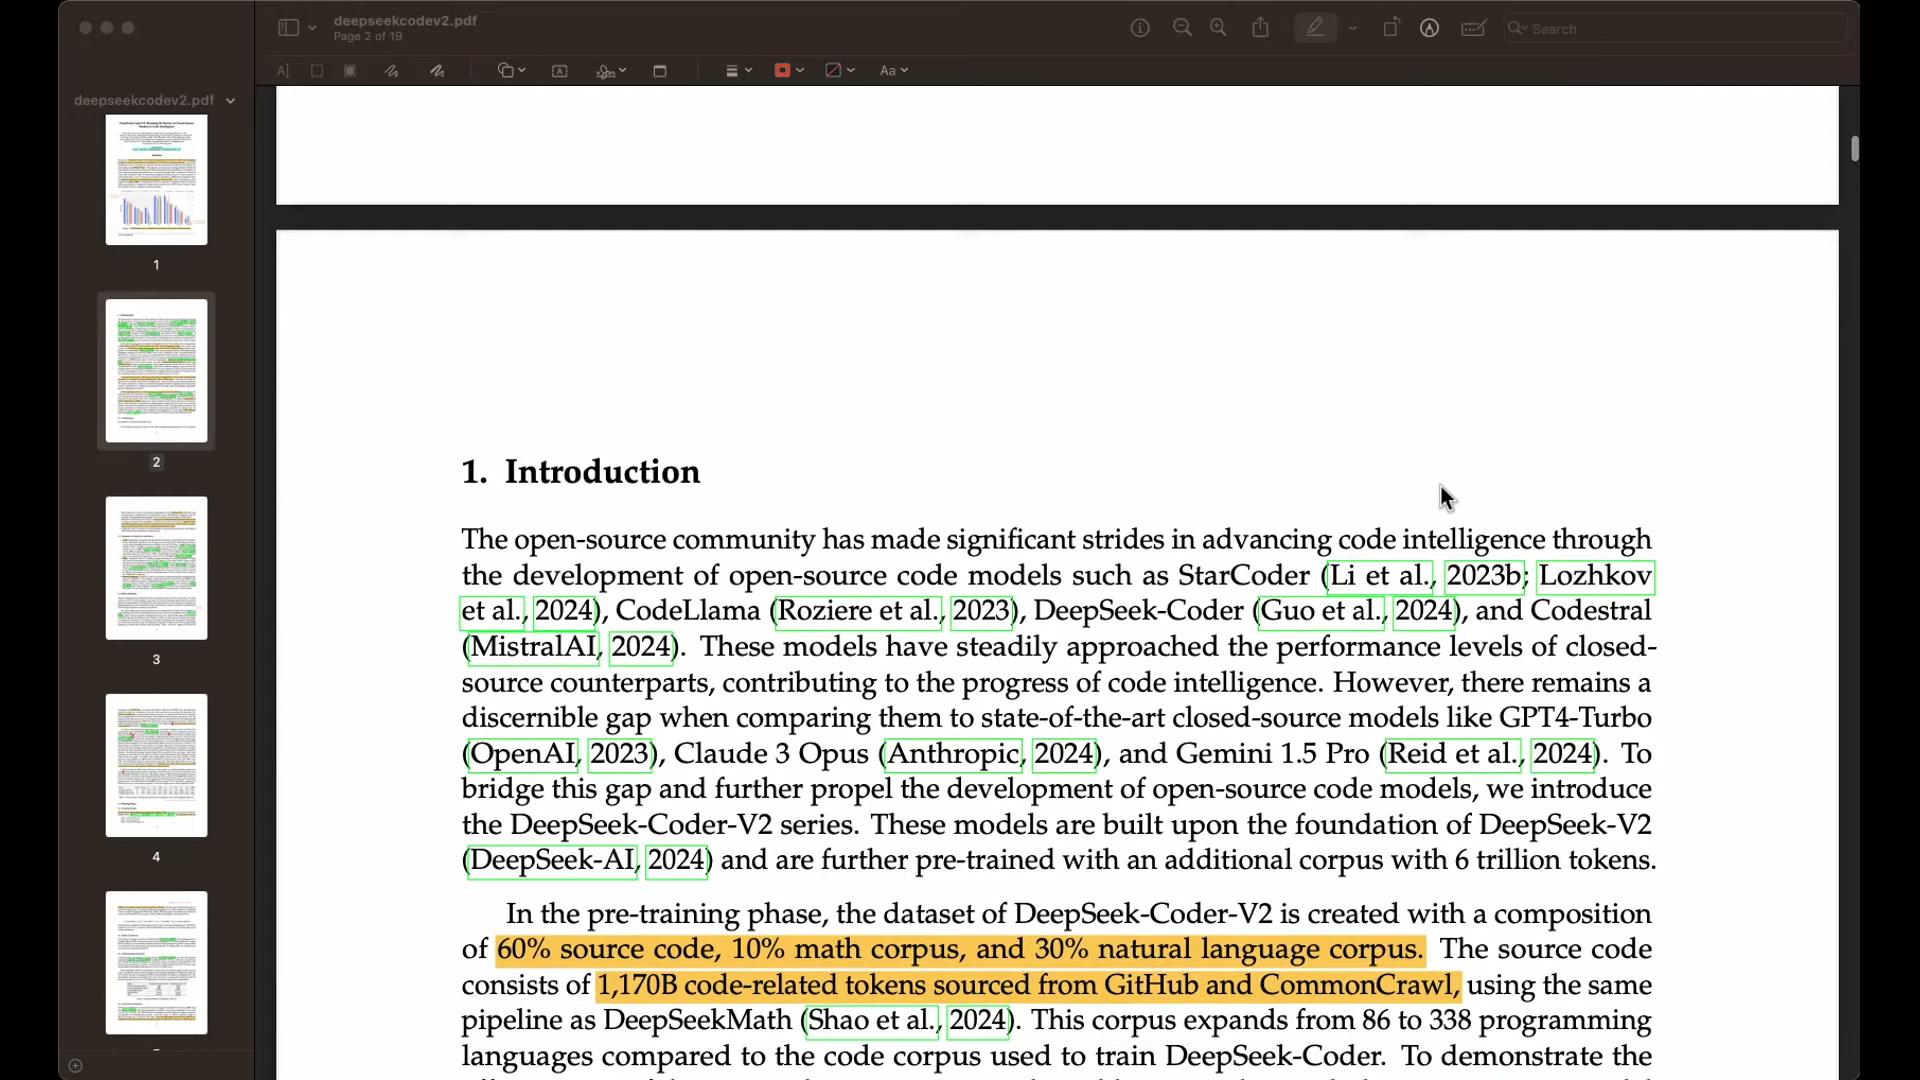 deepseekcodev2.pdf
Page 2 of 19
Search
Aa
deepseekcodev2.pdf
1
2
3
4
1. Introduction
The open-source community has made significant strides in advancing code intelligence through
the development of open-source code models such as StarCoder (Li et al., 2023b; Lozhkov
et al., 2024), CodeLlama (Roziere et al., 2023), DeepSeek-Coder (Guo et al., 2024), and Codestral
(MistralAI, 2024). These models have steadily approached the performance levels of closed-
source counterparts, contributing to the progress of code intelligence. However, there remains a
discernible gap when comparing them to state-of-the-art closed-source models like GPT4-Turbo
(OpenAI, 2023), Claude 3 Opus (Anthropic, 2024), and Gemini 1.5 Pro (Reid et al., 2024). To
bridge this gap and further propel the development of open-source code models, we introduce
the DeepSeek-Coder-V2 series. These models are built upon the foundation of DeepSeek-V2
(DeepSeek-AI, 2024) and are further pre-trained with an additional corpus with 6 trillion tokens.
In the pre-training phase, the dataset of DeepSeek-Coder-V2 is created with a composition
of 60% source code, 10% math corpus, and 30% natural language corpus. The source code
consists of 1,170B code-related tokens sourced from GitHub and CommonCrawl, using the same
pipeline as DeepSeekMath (Shao et al., 2024). This corpus expands from 86 to 338 programming
languages compared to the code corpus used to train DeepSeek-Coder. To demonstrate the